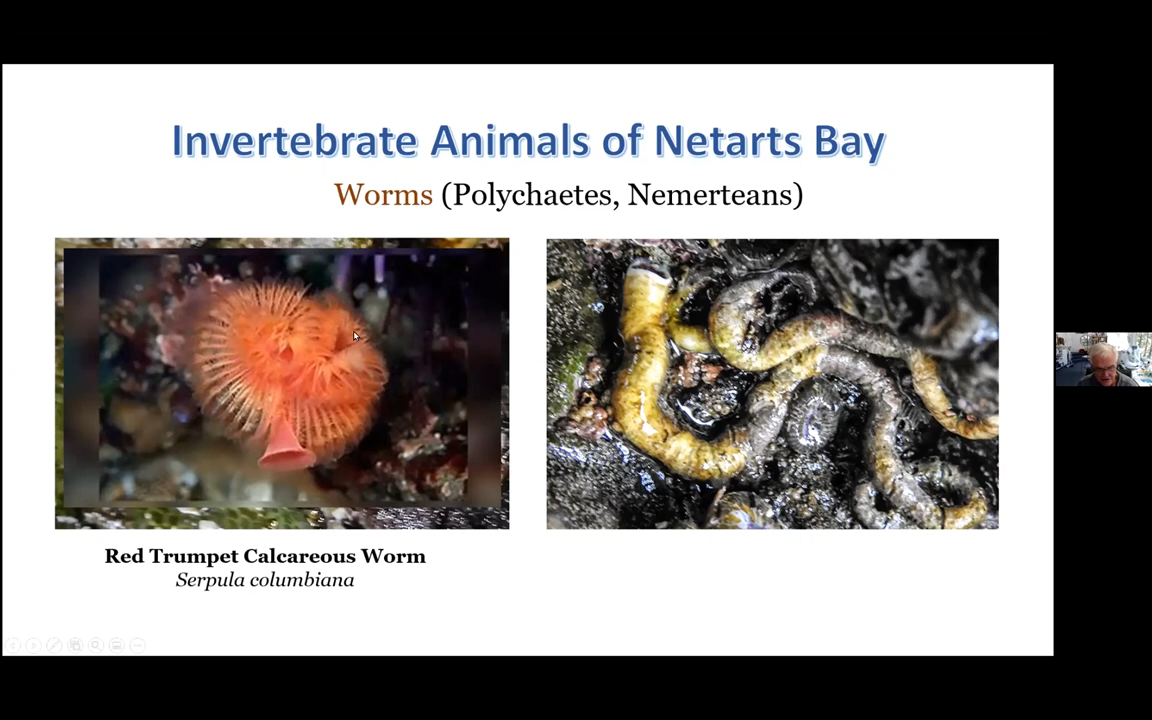 Invertebrate Animals of Netarts Bay
Worms (Polychaetes, Nemerteans)
Red Trumpet Calcareous Worm
Serpula columbiana